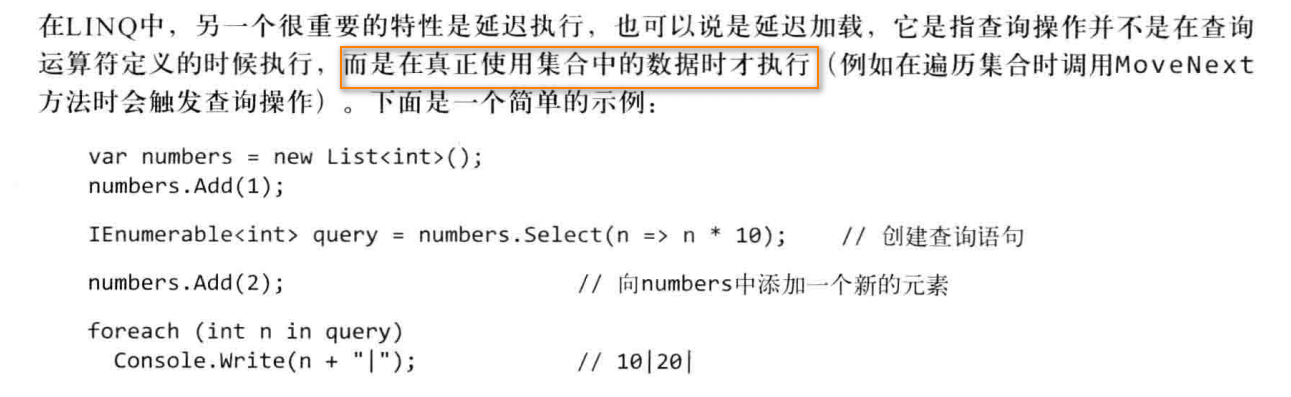 在LINQ中，另一个很重要的特性是延迟执行，也可以说是延迟加载，它是指查询操作并不是在查询
运算符定义的时候执行，而是在真正使用集合中的数据时才执行（例如在遍历集合时调用MoveNext
方法时会触发查询操作）。下面是一个简单的示例：
var numbers = new List<int>();
numbers.Add(1);
IEnumerable<int> query = numbers.Select(n => n * 10); // 创建查询语句
numbers.Add(2); // 向numbers中添加一个新的元素
foreach (int n in query)
Console.Write(n + "|"); // 10|20|